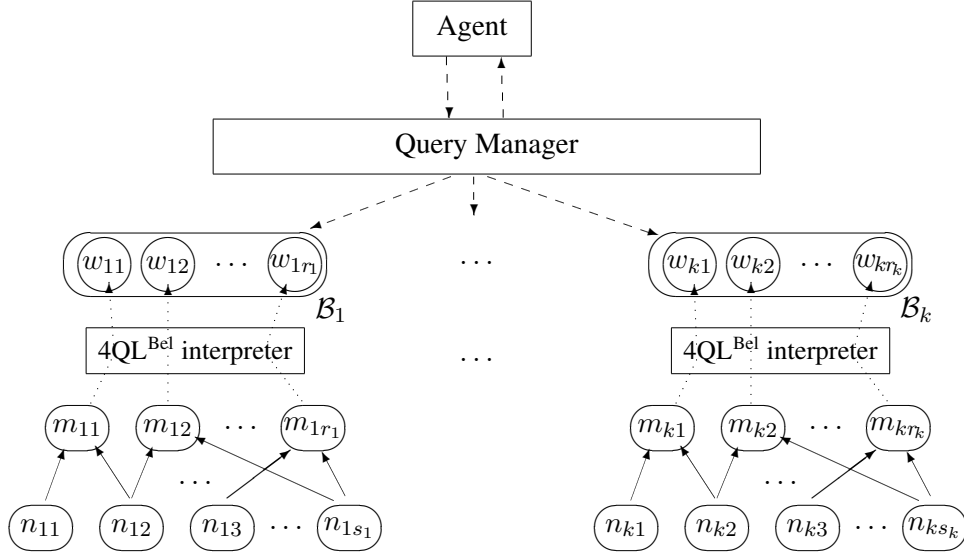 Agent
Query Manager
w₁₁ w₁₂ ⋯ w₁ᵣ₁ … wₖ₁ wₖ₂ ⋯ wₖᵣₖ
ℬ₁ ℬₖ
4QLᴮᵉˡ interpreter … 4QLᴮᵉˡ interpreter
m₁₁ m₁₂ ⋯ m₁ᵣ₁ mₖ₁ mₖ₂ ⋯ mₖᵣₖ
… …
n₁₁ n₁₂ n₁₃ ⋯ n₁ₛ₁ nₖ₁ nₖ₂ nₖ₃ ⋯ nₖₛₖ